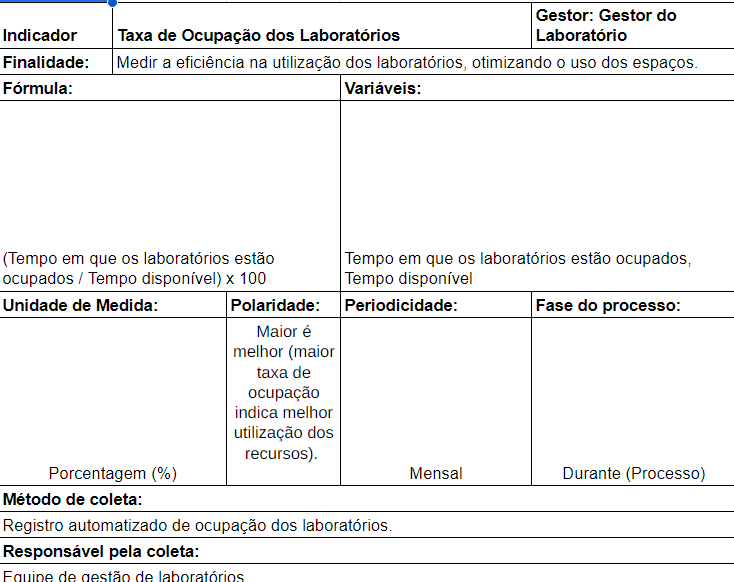 Indicador
Taxa de Ocupação dos Laboratórios
Gestor: Gestor do
Laboratório
Finalidade:
Medir a eficiência na utilização dos laboratórios, otimizando o uso dos espaços.
Fórmula:
Variáveis:
(Tempo em que os laboratórios estão
ocupados / Tempo disponível) x 100
Tempo em que os laboratórios estão ocupados,
Tempo disponível
Unidade de Medida:
Polaridade:
Periodicidade:
Fase do processo:
Porcentagem (%)
Maior é
melhor (maior
taxa de
ocupação
indica melhor
utilização dos
recursos).
Mensal
Durante (Processo)
Método de coleta:
Registro automatizado de ocupação dos laboratórios.
Responsável pela coleta:
Equipe de gestão de laboratórios